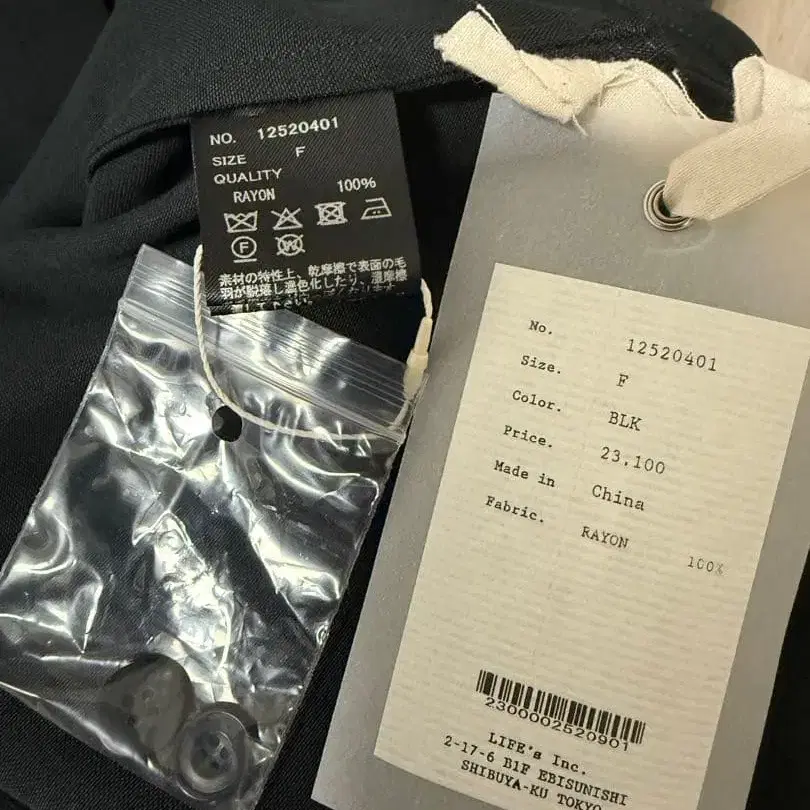 NO. 12520401
SIZE F
QUALITY
RAYON 100%
F
W
素材の特性上、乾摩擦で表面の毛
羽が脱落し濃色化したり、湿摩擦
No. 12520401
Size. F
Color. BLK
Price. 23,100
Made in China
Fabric. RAYON 100%
2300002520901
LIFE's Inc.
2-17-6 B1F EBISUNISHI
SHIBUYA-KU TOKYO